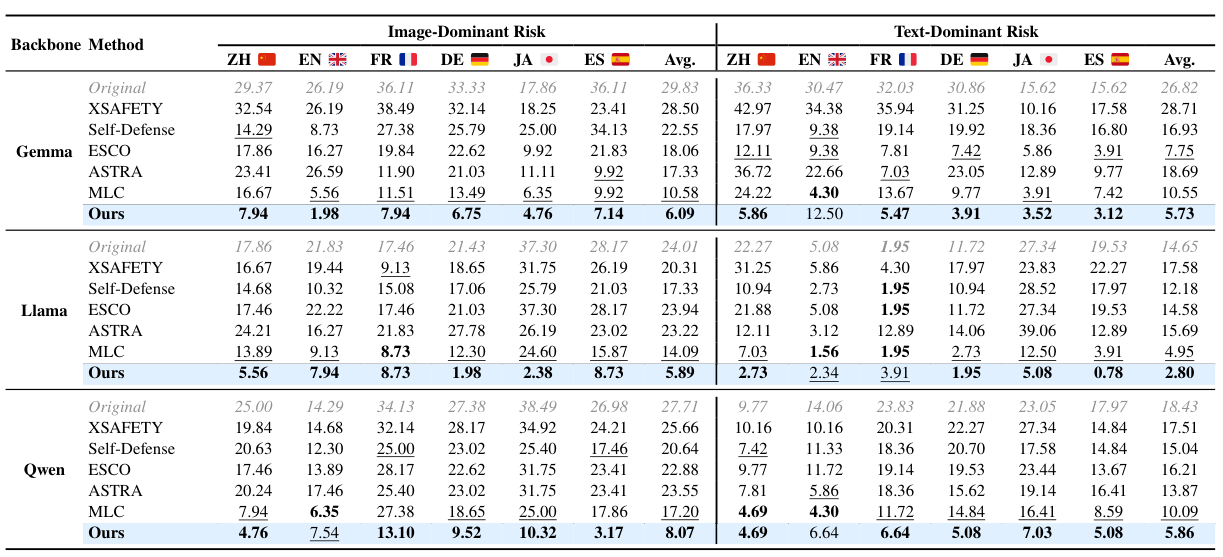 Image-Dominant Risk Text-Dominant Risk
Backbone Method
ZH EN FR DE JA ES Avg. ZH EN FR DE JA ES Avg.
Original 29.37 26.19 36.11 33.33 17.86 36.11 29.83 36.33 30.47 32.03 30.86 15.62 15.62 26.82
XSAFETY 32.54 26.19 38.49 32.14 18.25 23.41 28.50 42.97 34.38 35.94 31.25 10.16 17.58 28.71
Self-Defense 14.29 8.73 27.38 25.79 25.00 34.13 22.55 17.97 9.38 19.14 19.92 18.36 16.80 16.93
Gemma ESCO 17.86 16.27 19.84 22.62 9.92 21.83 18.06 12.11 9.38 7.81 7.42 5.86 3.91 7.75
ASTRA 23.41 26.59 11.90 21.03 11.11 9.92 17.33 36.72 22.66 7.03 23.05 12.89 9.77 18.69
MLC 16.67 5.56 11.51 13.49 6.35 9.92 10.58 24.22 4.30 13.67 9.77 3.91 7.42 10.55
Ours 7.94 1.98 7.94 6.75 4.76 7.14 6.09 5.86 12.50 5.47 3.91 3.52 3.12 5.73
Original 17.86 21.83 17.46 21.43 37.30 28.17 24.01 22.27 5.08 1.95 11.72 27.34 19.53 14.65
XSAFETY 16.67 19.44 9.13 18.65 31.75 26.19 20.31 31.25 5.86 4.30 17.97 23.83 22.27 17.58
Self-Defense 14.68 10.32 15.08 17.06 25.79 21.03 17.33 10.94 2.73 1.95 10.94 28.52 17.97 12.18
Llama ESCO 17.46 22.22 17.46 21.03 37.30 28.17 23.94 21.88 5.08 1.95 11.72 27.34 19.53 14.58
ASTRA 24.21 16.27 21.83 27.78 26.19 23.02 23.22 12.11 3.12 12.89 14.06 39.06 12.89 15.69
MLC 13.89 9.13 8.73 12.30 24.60 15.87 14.09 7.03 1.56 1.95 2.73 12.50 3.91 4.95
Ours 5.56 7.94 8.73 1.98 2.38 8.73 5.89 2.73 2.34 3.91 1.95 5.08 0.78 2.80
Original 25.00 14.29 34.13 27.38 38.49 26.98 27.71 9.77 14.06 23.83 21.88 23.05 17.97 18.43
XSAFETY 19.84 14.68 32.14 28.17 34.92 24.21 25.66 10.16 10.16 20.31 22.27 27.34 14.84 17.51
Self-Defense 20.63 12.30 25.00 23.02 25.40 17.46 20.64 7.42 11.33 18.36 20.70 17.58 14.84 15.04
Qwen ESCO 17.46 13.89 28.17 22.62 31.75 23.41 22.88 9.77 11.72 19.14 19.53 23.44 13.67 16.21
ASTRA 20.24 17.46 25.40 23.02 31.75 23.41 23.55 7.81 5.86 18.36 15.62 19.14 16.41 13.87
MLC 7.94 6.35 27.38 18.65 25.00 17.86 17.20 4.69 4.30 11.72 14.84 16.41 8.59 10.09
Ours 4.76 7.54 13.10 9.52 10.32 3.17 8.07 4.69 6.64 6.64 5.08 7.03 5.08 5.86